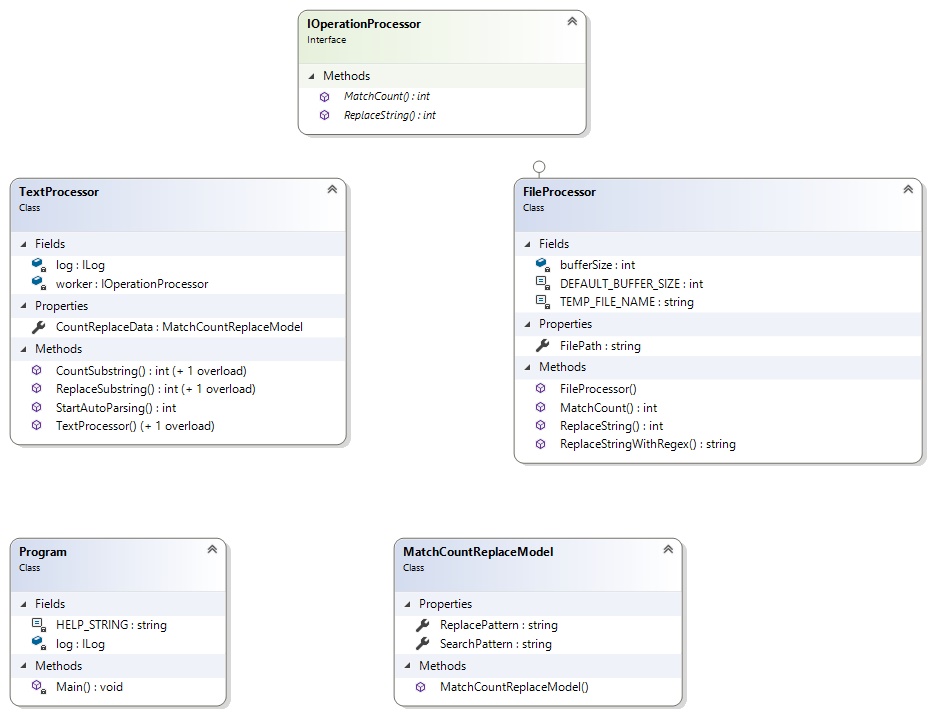 IOperationProcessor
Interface
Methods
MatchCount() : int
ReplaceString() : int
TextProcessor
Class
Fields
log : ILog
worker : IOperationProcessor
Properties
CountReplaceData : MatchCountReplaceModel
Methods
CountSubstring() : int (+ 1 overload)
ReplaceSubstring() : int (+ 1 overload)
StartAutoParsing() : int
TextProcessor() (+ 1 overload)
FileProcessor
Class
Fields
bufferSize : int
DEFAULT_BUFFER_SIZE : int
TEMP_FILE_NAME : string
Properties
FilePath : string
Methods
FileProcessor()
MatchCount() : int
ReplaceString() : int
ReplaceStringWithRegex() : string
Program
Class
Fields
HELP_STRING : string
log : ILog
Methods
Main() : void
MatchCountReplaceModel
Class
Properties
ReplacePattern : string
SearchPattern : string
Methods
MatchCountReplaceModel()